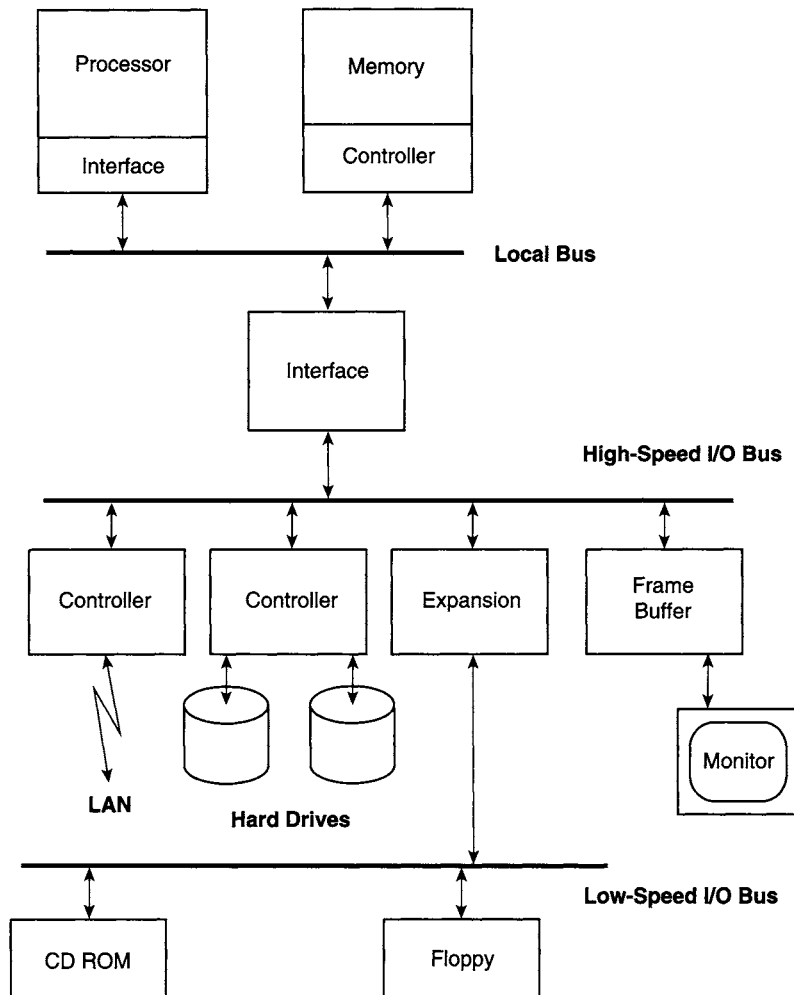 Processor
Memory
Interface
Controller
Local Bus
Interface
High-Speed I/O Bus
Controller
Controller
Expansion
Frame
Buffer
Monitor
LAN
Hard Drives
Low-Speed I/O Bus
CD ROM
Floppy